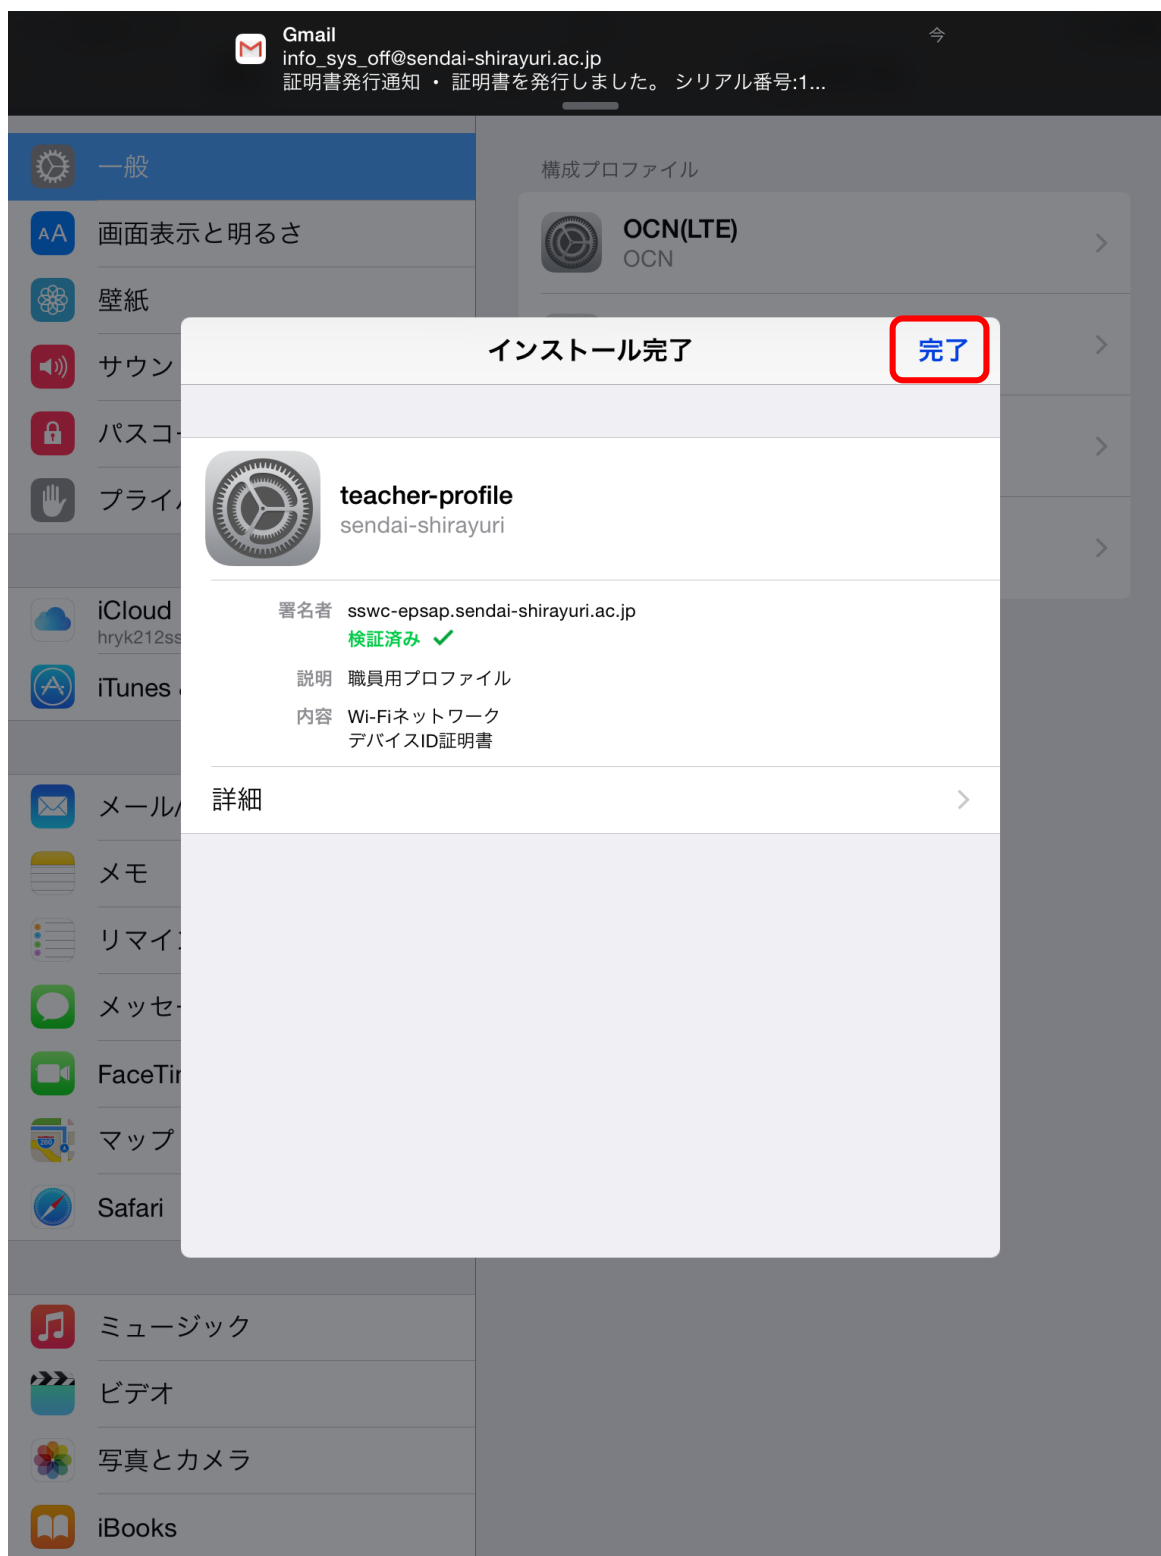 Gmail
今
info_sys_off@sendai-shirayuri.ac.jp
証明書発行通知 • 証明書を発行しました。 シリアル番号:1...
一般
画面表示と明るさ
壁紙
サウン
パスコ
プライ
iCloud
hryk212ss
iTunes
メール/
メモ
リマイ
メッセ
FaceTi
マップ
Safari
ミュージック
ビデオ
写真とカメラ
iBooks
構成プロファイル
OCN(LTE)
OCN
インストール完了
完了
teacher-profile
sendai-shirayuri
署名者 sswc-epsap.sendai-shirayuri.ac.jp
検証済み ✓
説明 職員用プロファイル
内容 Wi-Fiネットワーク
デバイスID証明書
詳細